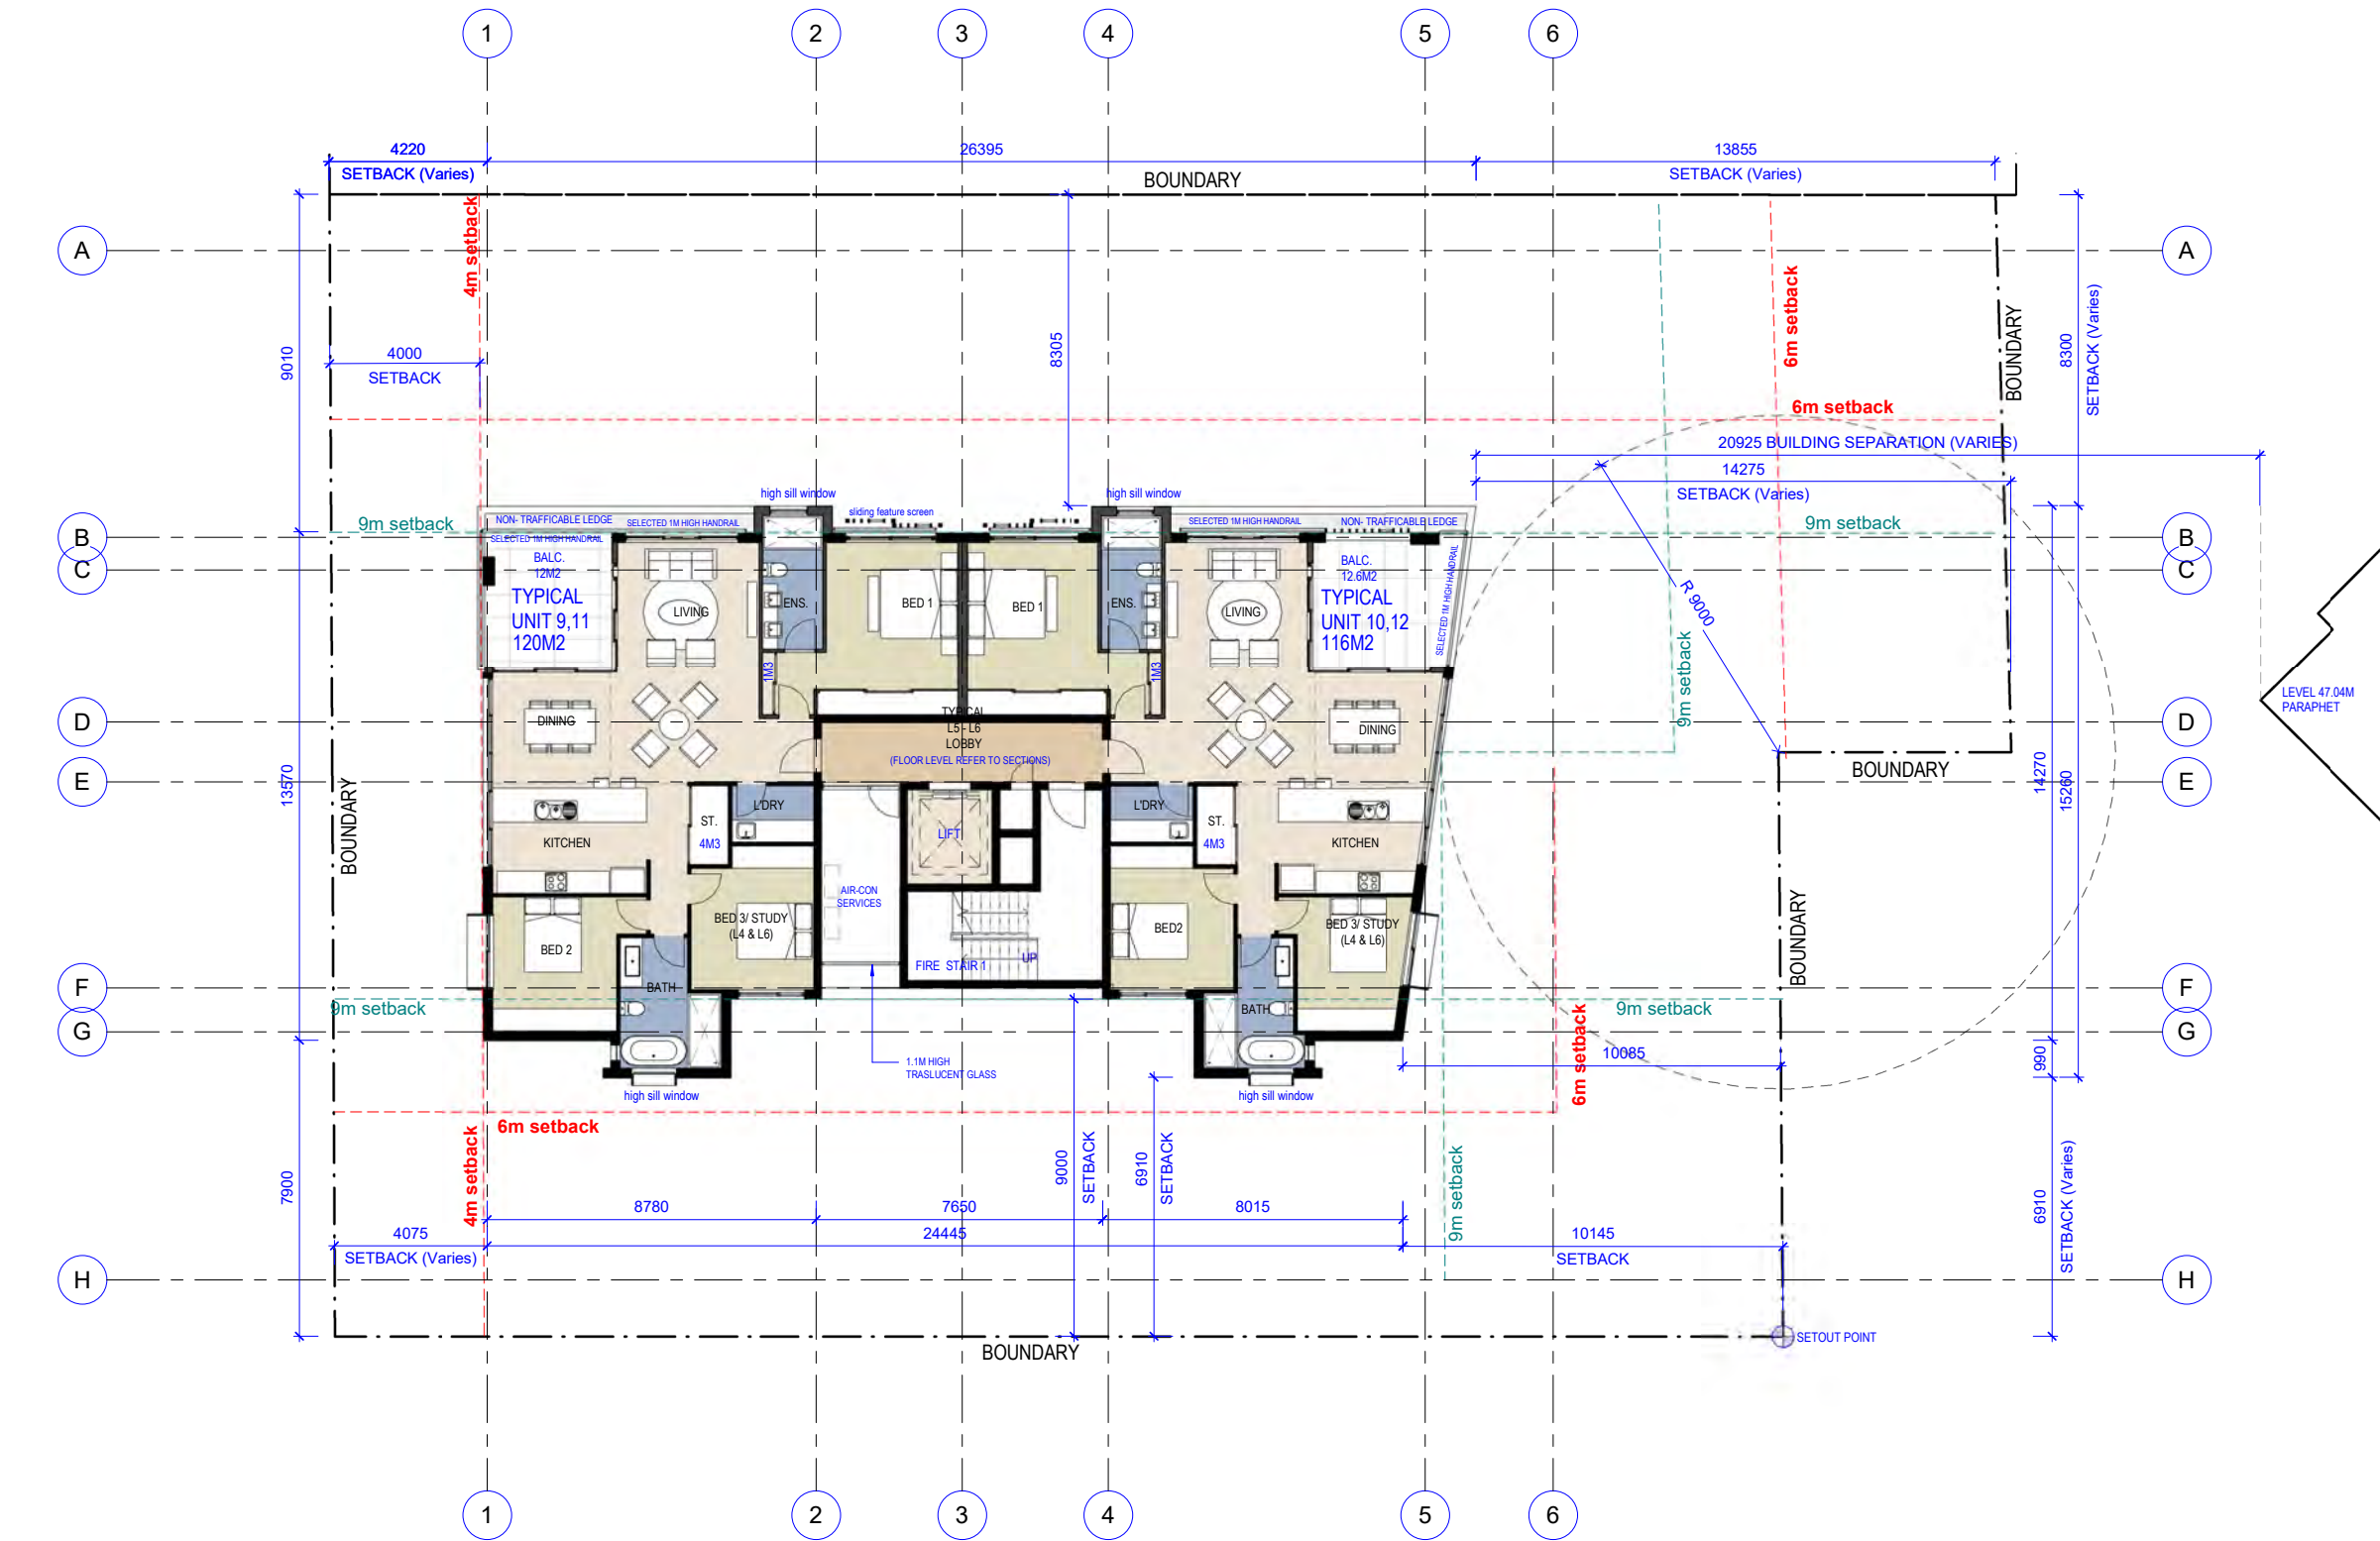 1 2 3 4 5 6
4220
SETBACK (Varies)
26395
13855
SETBACK (Varies)
BOUNDARY
A
A
4m setback
6m setback
BOUNDARY
8300
SETBACK (Varies)
9010
4000
SETBACK
8305
6m setback
20925 BUILDING SEPARATION (VARIES)
14275
SETBACK (Varies)
R 9000
high sill window
high sill window
sliding feature screen
9m setback
9m setback
NON- TRAFFICABLE LEDGE
SELECTED 1M HIGH HANDRAIL
SELECTED 1M HIGH HANDRAIL
SELECTED 1M HIGH HANDRAIL
NON- TRAFFICABLE LEDGE
SELECTED 1M HIGH HANDRAIL
B
B
C
C
BALC.
12M2
TYPICAL
UNIT 9,11
120M2
LIVING
ENS.
BED 1
BED 1
ENS.
LIVING
BALC.
12.6M2
TYPICAL
UNIT 10,12
116M2
1M3
1M3
9m setback
LEVEL 47.04M
PARAPHET
D
D
DINING
TYPICAL
L5 - L6
LOBBY
(FLOOR LEVEL REFER TO SECTIONS)
DINING
BOUNDARY
E
E
13570
BOUNDARY
14270
15260
L'DRY
ST.
4M3
KITCHEN
LIFT
L'DRY
ST.
4M3
KITCHEN
AIR-CON
SERVICES
BED 2
BED 3/ STUDY
(L4 & L6)
BED2
BED 3/ STUDY
(L4 & L6)
BOUNDARY
FIRE STAIR 1
UP
BATH
BATH
F
F
9m setback
9m setback
G
G
1.1M HIGH
TRASLUCENT GLASS
high sill window
high sill window
6m setback
10085
990
6m setback
4m setback
7900
9000
SETBACK
6910
SETBACK
9m setback
6910
SETBACK (Varies)
8780
7650
8015
4075
SETBACK (Varies)
24445
10145
SETBACK
H
H
SETOUT POINT
BOUNDARY
1 2 3 4 5 6